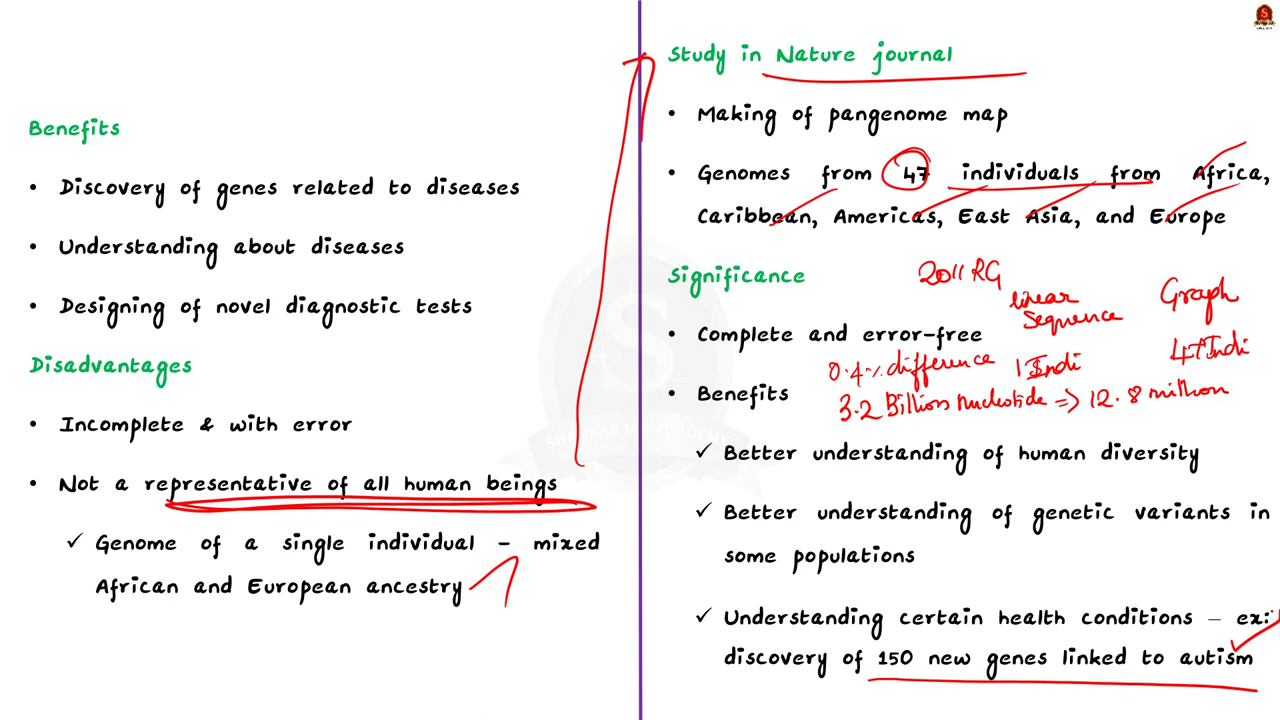 Benefits
• Discovery of genes related to diseases
• Understanding about diseases
• Designing of novel diagnostic tests
Disadvantages
• Incomplete & with error
• Not a representative of all human beings
✓ Genome of a single individual – mixed
African and European ancestry
Study in Nature journal
• Making of pangenome map
• Genomes from 47 individuals from Africa,
Caribbean, Americas, East Asia, and Europe
Significance
2011 RG
linear
Sequence
Graph
• Complete and error-free
0.4% difference
1 Indi
47 Indi
• Benefits
3.2 Billion nucleotide => 12.8 million
✓ Better understanding of human diversity
✓ Better understanding of genetic variants in
some populations
✓ Understanding certain health conditions – ex:
discovery of 150 new genes linked to autism
SHANKAR IAS ACADEMY